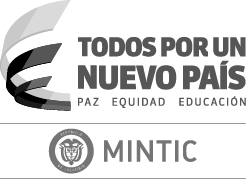 TODOS POR UN
NUEVO PAÍS
PAZ EQUIDAD EDUCACIÓN
MINTIC